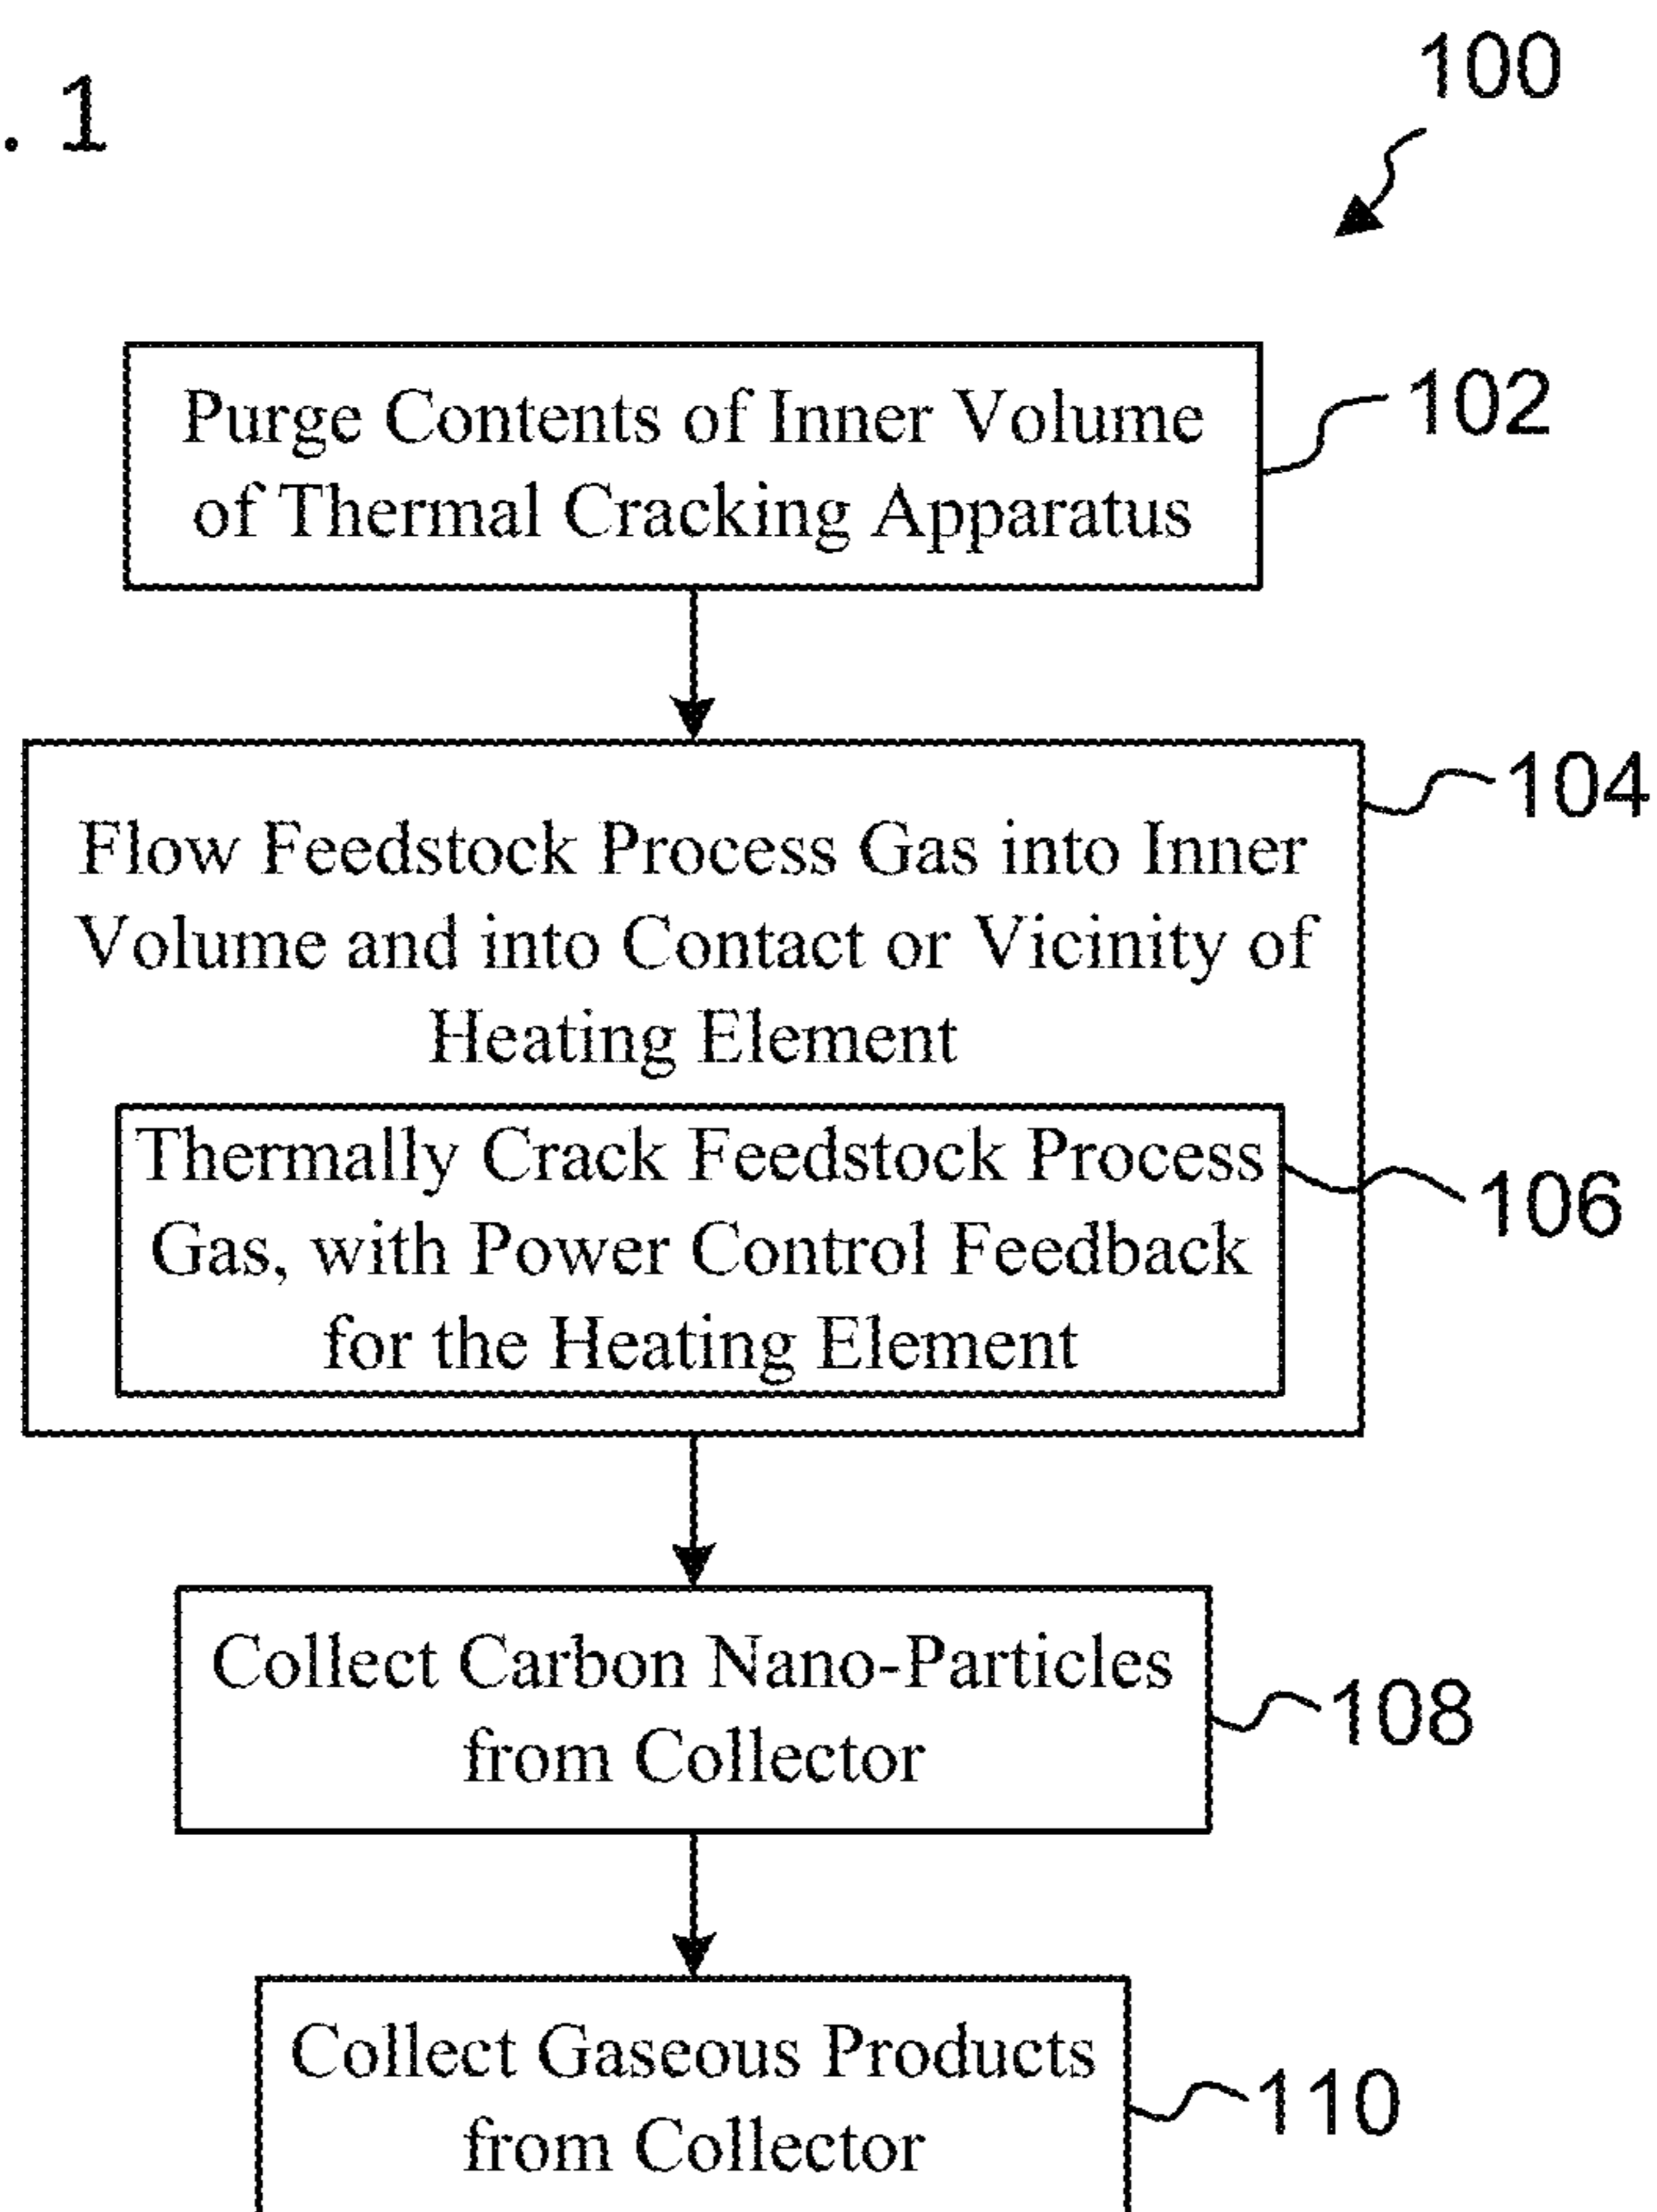 . 1
100
Purge Contents of Inner Volume
of Thermal Cracking Apparatus
102
Flow Feedstock Process Gas into Inner
Volume and into Contact or Vicinity of
Heating Element
104
Thermally Crack Feedstock Process
Gas, with Power Control Feedback
for the Heating Element
106
Collect Carbon Nano-Particles
from Collector
108
Collect Gaseous Products
from Collector
110